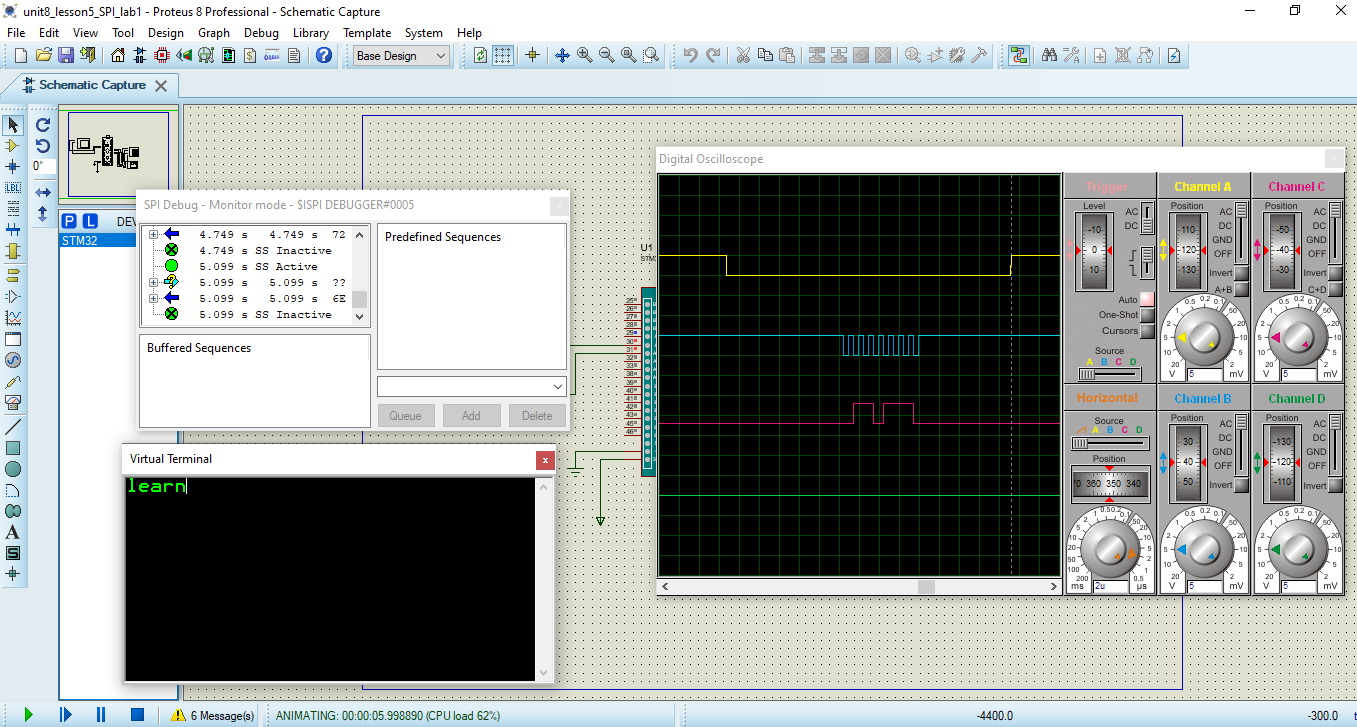 unit8_lesson5_SPI_lab1 - Proteus 8 Professional - Schematic Capture
File Edit View Tool Design Graph Debug Library Template System Help
Base Design
Schematic Capture
0°
P L DEV
STM32
SPI Debug - Monitor mode - $ISPI DEBUGGER#0005
4.749 s 4.749 s 72
4.749 s SS Inactive
5.099 s SS Active
5.099 s 5.099 s ??
5.099 s 5.099 s 6E
5.099 s SS Inactive
Predefined Sequences
Buffered Sequences
Queue Add Delete
Virtual Terminal
learn
U1
Digital Oscilloscope
Trigger
Level
-10
0
10
AC
DC
Auto
One-Shot
Cursors
Source
A B C D
Channel A
Position
-110
-120
-130
AC
DC
GND
OFF
Invert
A+B
V 5 mV
Channel C
Position
-50
-40
-30
AC
DC
GND
OFF
Invert
C+D
V 5 mV
Horizontal
Source
A B C D
Position
360 350 340
ms 2u µs
Channel B
Position
30
40
50
AC
DC
GND
OFF
Invert
V 5 mV
Channel D
Position
-130
-120
-110
AC
DC
GND
OFF
Invert
V 5 mV
6 Message(s)
ANIMATING: 00:00:05.998890 (CPU load 62%)
-4400.0
-300.0